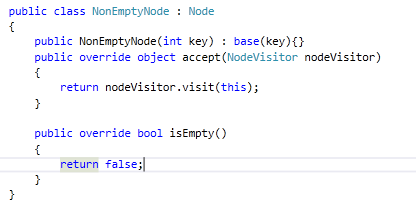 public class NonEmptyNode : Node
{
    public NonEmptyNode(int key) : base(key){}
    public override object accept(NodeVisitor nodeVisitor)
    {
        return nodeVisitor.visit(this);
    }

    public override bool isEmpty()
    {
        return false;
    }
}